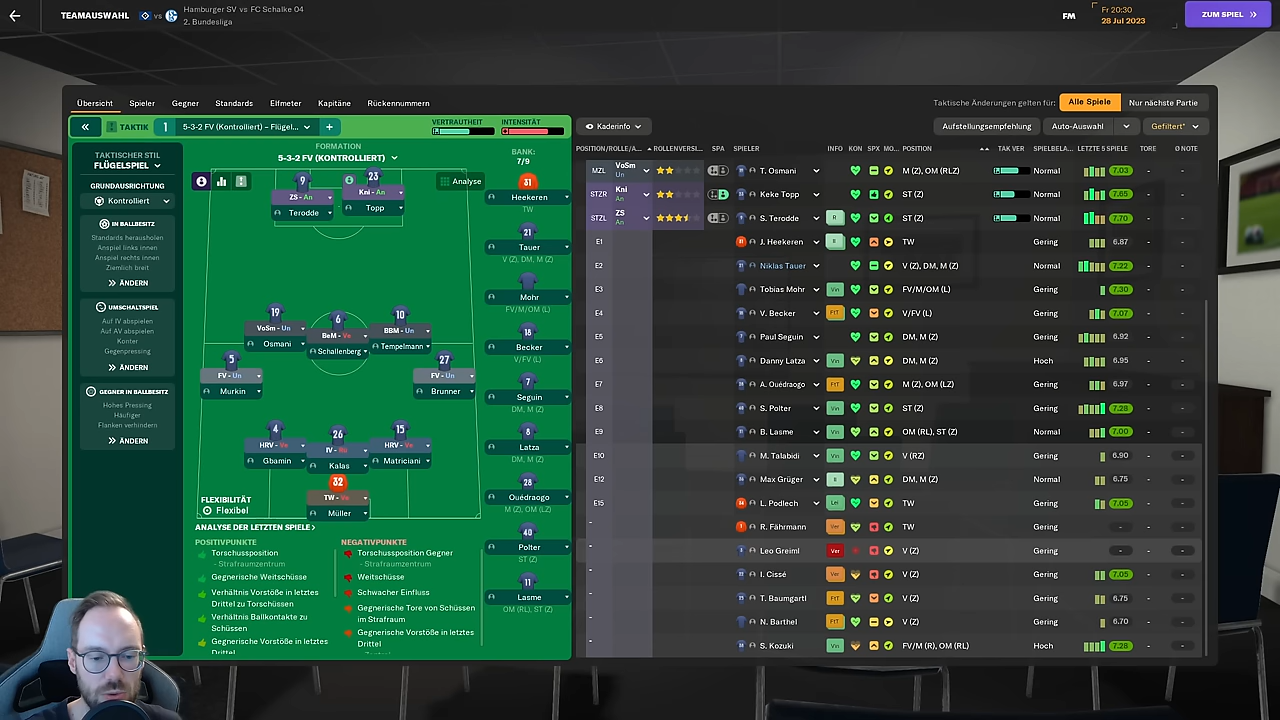 TEAMAUSWAHL vs Hamburger SV vs FC Schalke 04
2. Bundesliga
FM
Fr 20:30
28 Jul 2023
ZUM SPIEL
Übersicht Spieler Gegner Standards Elfmeter Kapitäne Rückennummern
Taktische Änderungen gelten für: Alle Spiele Nur nächste Partie
TAKTIK 1 5-3-2 FV (Kontrolliert) – Flügel... +
VERTRAUTHEIT INTENSITÄT
Kaderinfo Aufstellungsempfehlung Auto-Auswahl Gefiltert*
TAKTISCHER STIL
FLÜGELSPIEL
GRUNDAUSRICHTUNG
Kontrolliert
IN BALLBESITZ
Standards herausholen
Anspiel links innen
Anspiel rechts innen
Ziemlich breit
ÄNDERN
UMSCHALTSPIEL
Auf IV abspielen
Auf AV abspielen
Konter
Gegenpressing
ÄNDERN
GEGNER IN BALLBESITZ
Hohes Pressing
Häufiger
Flanken verhindern
ÄNDERN
FORMATION
5-3-2 FV (KONTROLLIERT)
Analyse
9
ZS - An
Terodde
23
Kni - An
Topp
19
VoSm - Un
Osmani
6
BeM - Ve
Schallenberg
10
BBM - Un
Tempelmann
5
FV - Un
Murkin
27
FV - Un
Brunner
4
HRV - Ve
Gbamin
26
IV
Kalas
15
HRV - Ve
Matriciani
32
TW - Ve
Müller
FLEXIBILITÄT
Flexibel
BANK:
7/9
31
Heekeren
TW
21
Tauer
V (Z), DM, M (Z)
Mohr
FV/M/OM (L)
18
Becker
V/FV (L)
7
Seguin
DM, M (Z)
8
Latza
DM, M (Z)
28
Ouédraogo
M (Z), OM (LZ)
40
Polter
ST (Z)
11
Lasme
OM (RL), ST (Z)
ANALYSE DER LETZTEN SPIELE
POSITIVPUNKTE
Torschussposition
- Strafraumzentrum
Gegnerische Weitschüsse
Verhältnis Vorstöße in letztes
Drittel zu Torschüssen
Verhältnis Ballkontakte zu
Schüssen
Gegnerische Vorstöße in letztes
Drittel
NEGATIVPUNKTE
Torschussposition Gegner
- Strafraumzentrum
Weitschüsse
Schwacher Einfluss
Gegnerische Tore von Schüssen
im Strafraum
Gegnerische Vorstöße in letztes
Drittel
POSITION/ROLLE/A... ROLLENVERSI... SPA SPIELER INFO KON SPX MO... POSITION TAK VER SPIELBELA... LETZTE 5 SPIELE TORE Ø NOTE
MZL VoSm Un T. Osmani M (Z), OM (RLZ) Normal 7.03 - -
STZR Kni An Keke Topp ST (Z) Normal 7.65 - -
STZL ZS An S. Terodde R ST (Z) Normal 7.70 - -
E1 J. Heekeren TW Gering 6.87 - -
E2 Niklas Tauer V (Z), DM, M (Z) Normal 7.22 - -
E3 Tobias Mohr Vin FV/M/OM (L) Gering 7.30 - -
E4 V. Becker FIT V/FV (L) Gering 7.07 - -
E5 Paul Seguin DM, M (Z) Gering 6.92 - -
E6 Danny Latza Vin DM, M (Z) Hoch 6.95 - -
E7 A. Ouédraogo FIT M (Z), OM (LZ) Gering 6.97 - -
E8 S. Polter Vin ST (Z) Gering 7.28 - -
E9 B. Lasme Vin OM (RL), ST (Z) Normal 7.00 - -
E10 M. Talabidi Vin V (RZ) Gering 6.90 - -
E12 Max Grüger DM, M (Z) Normal 6.75 - -
E15 L. Podlech Lei TW Gering 7.05 - -
- R. Fährmann Ver TW Gering - - -
- Leo Greiml Ver V (Z) Gering - - -
- I. Cissé Ver V (Z) Gering 7.05 - -
- T. Baumgartl FIT V (Z) Gering 6.75 - -
- N. Barthel FIT V (Z) Gering 6.70 - -
- S. Kozuki Vin FV/M (R), OM (RL) Hoch 7.28 - -